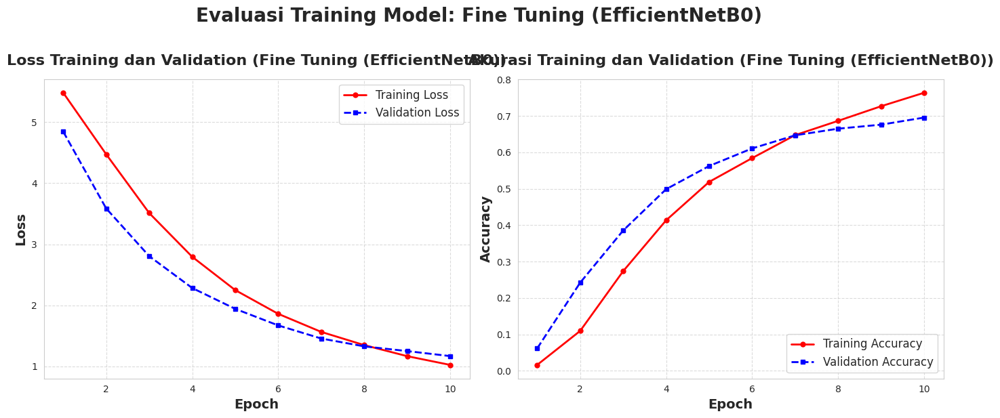 Evaluasi Training Model: Fine Tuning (EfficientNetB0)
Loss Training dan Validation (Fine Tuning (EfficientNetB0))
Akurasi Training dan Validation (Fine Tuning (EfficientNetB0))
Training Loss
Validation Loss
5
4
3
2
1
Loss
2
4
6
8
10
Epoch
0.8
0.7
0.6
0.5
0.4
0.3
0.2
0.1
0.0
Accuracy
Training Accuracy
Validation Accuracy
2
4
6
8
10
Epoch